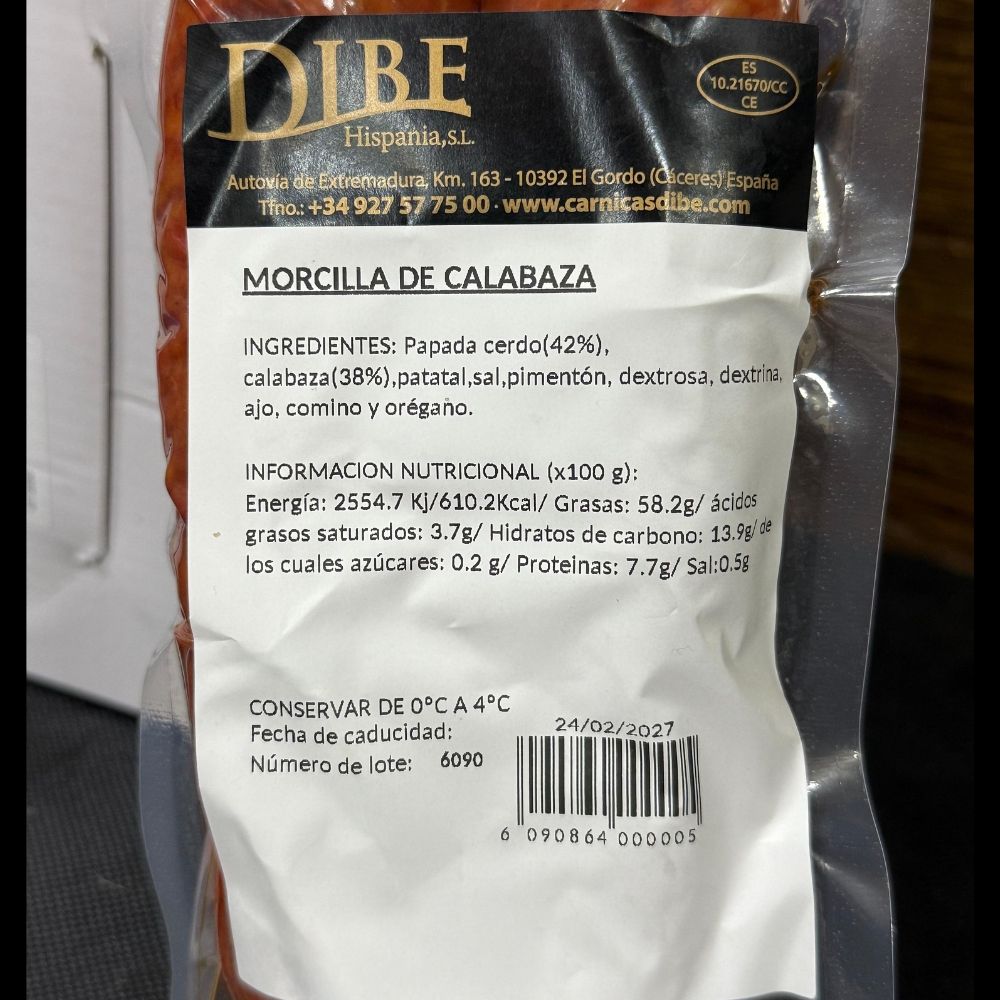 DIBE
Hispania, S.L.
ES
10.21670/CC
CE
Autovía de Extremadura, Km. 163 - 10392 El Gordo (Cáceres) España
Tfno.: +34 927 57 75 00 · www.carnicasdibe.com
MORCILLA DE CALABAZA
INGREDIENTES: Papada cerdo(42%),
calabaza(38%),patatal,sal,pimentón, dextrosa, dextrina,
ajo, comino y orégano.
INFORMACION NUTRICIONAL (x100 g):
Energía: 2554.7 Kj/610.2Kcal/ Grasas: 58.2g/ ácidos
grasos saturados: 3.7g/ Hidratos de carbono: 13.9g/ de
los cuales azúcares: 0.2 g/ Proteinas: 7.7g/ Sal:0.5g
CONSERVAR DE 0ºC A 4ºC
Fecha de caducidad: 24/02/2027
Número de lote: 6090
6 090864 000005